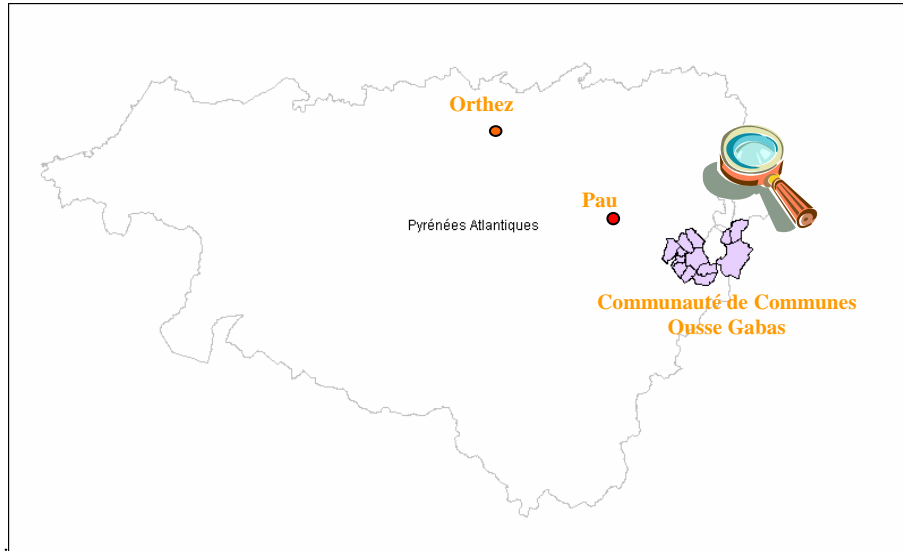 Orthez
Pau
Pyrénées Atlantiques
Communauté de Communes
Ousse Gabas